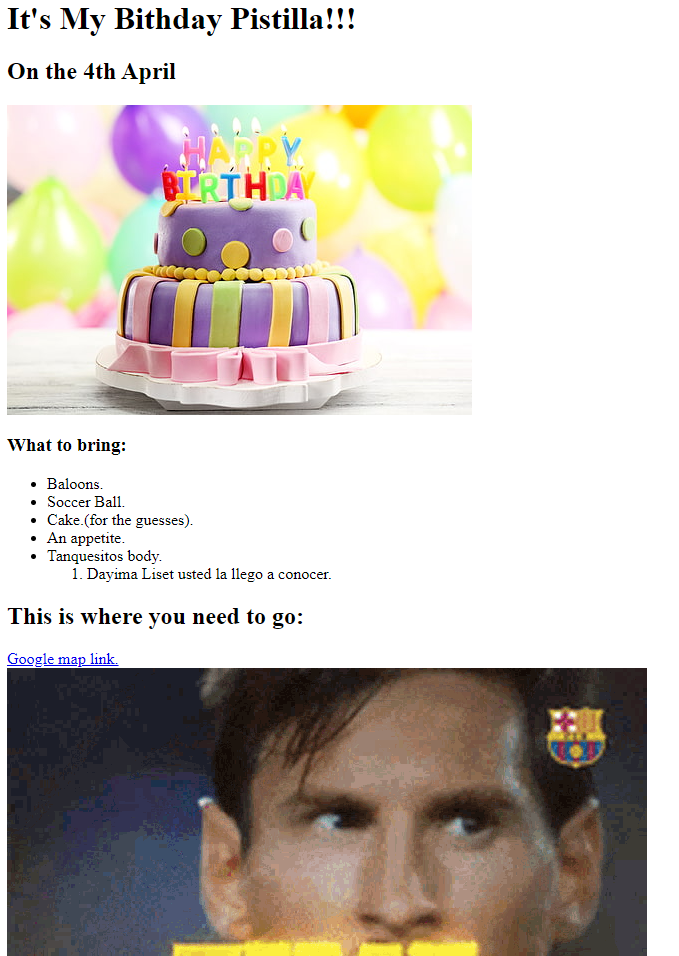 It's My Bithday Pistilla!!!
On the 4th April
HAPPY
BIRTHDAY
What to bring:
Baloons.
Soccer Ball.
Cake.(for the guesses).
An appetite.
Tanquesitos body.
1. Dayima Liset usted la llego a conocer.
This is where you need to go:
Google map link.